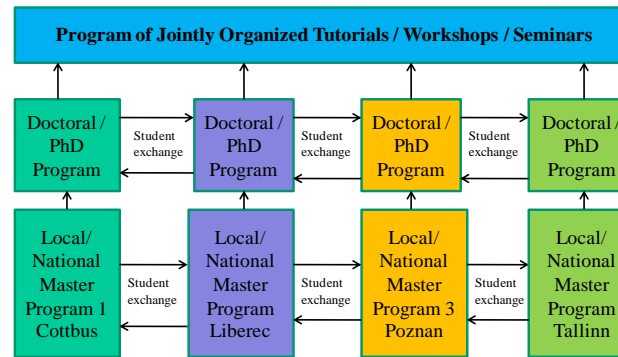 Program of Jointly Organized Tutorials / Workshops / Seminars
Doctoral /
PhD
Program
Student
exchange
Doctoral /
PhD
Program
Student
exchange
Doctoral /
PhD
Program
Student
exchange
Doctoral /
PhD
Program
Local/
National
Master
Program 1
Cottbus
Student
exchange
Local/
National
Master
Program
Liberec
Student
exchange
Local/
National
Master
Program 3
Poznan
Student
exchange
Local/
National
Master
Program
Tallinn